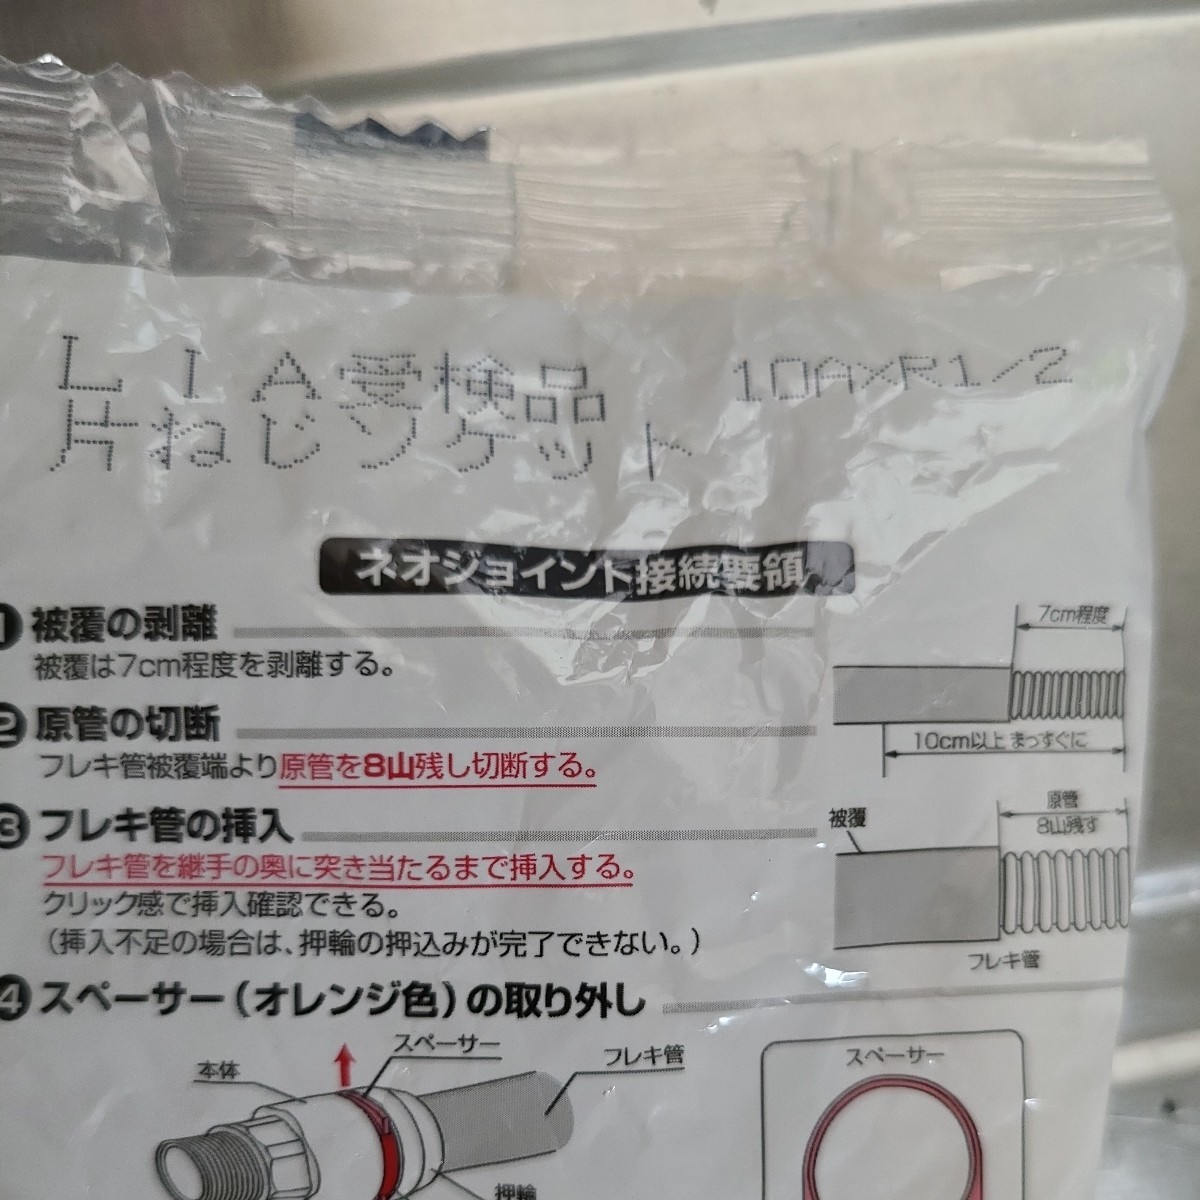 LIA受検品 10A×R1/2
片ねじソケット
ネオジョイント接続要領
1 被覆の剥離
被覆は7cm程度を剥離する。
7cm程度
10cm以上 まっすぐに
2 原管の切断
フレキ管被覆端より原管を8山残し切断する。
3 フレキ管の挿入
フレキ管を継手の奥に突き当たるまで挿入する。
クリック感で挿入確認できる。
(挿入不足の場合は、押輪の押込みが完了できない。)
被覆
原管
8山残す
フレキ管
4 スペーサー(オレンジ色)の取り外し
本体
スペーサー
フレキ管
押輪
スペーサー